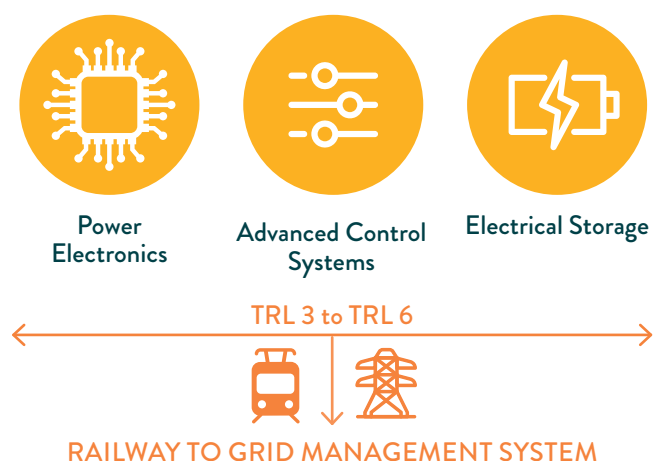 Power
Electronics
Advanced Control
Systems
Electrical Storage
TRL 3 to TRL 6
RAILWAY TO GRID MANAGEMENT SYSTEM